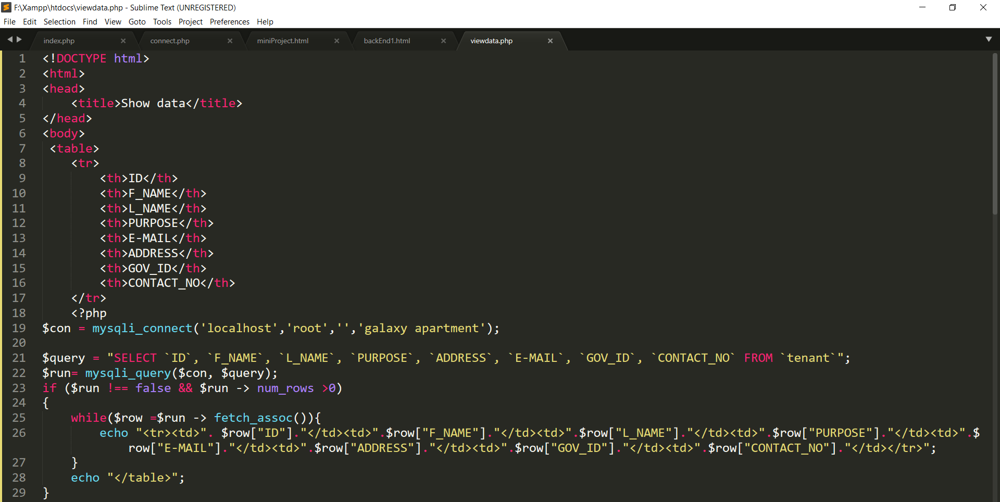 F:\Xampp\htdocs\viewdata.php - Sublime Text (UNREGISTERED)
File Edit Selection Find View Goto Tools Project Preferences Help
index.php × connect.php × miniProject.html × backEnd1.html × viewdata.php ×
1 <!DOCTYPE html>
2 <html>
3 <head>
4     <title>Show data</title>
5 </head>
6 <body>
7  <table>
8     <tr>
9         <th>ID</th>
10         <th>F_NAME</th>
11         <th>L_NAME</th>
12         <th>PURPOSE</th>
13         <th>E-MAIL</th>
14         <th>ADDRESS</th>
15         <th>GOV_ID</th>
16         <th>CONTACT_NO</th>
17     </tr>
18     <?php
19 $con = mysqli_connect('localhost','root','','galaxy apartment');
20
21 $query = "SELECT `ID`, `F_NAME`, `L_NAME`, `PURPOSE`, `ADDRESS`, `E-MAIL`, `GOV_ID`, `CONTACT_NO` FROM `tenant`";
22 $run= mysqli_query($con, $query);
23 if ($run !== false && $run -> num_rows >0)
24 {
25     while($row =$run -> fetch_assoc()){
26         echo "<tr><td>". $row["ID"]."</td><td>".$row["F_NAME"]."</td><td>".$row["L_NAME"]."</td><td>".$row["PURPOSE"]."</td><td>".$
row["E-MAIL"]."</td><td>".$row["ADDRESS"]."</td><td>".$row["GOV_ID"]."</td><td>".$row["CONTACT_NO"]."</td></tr>";
27     }
28     echo "</table>";
29 }